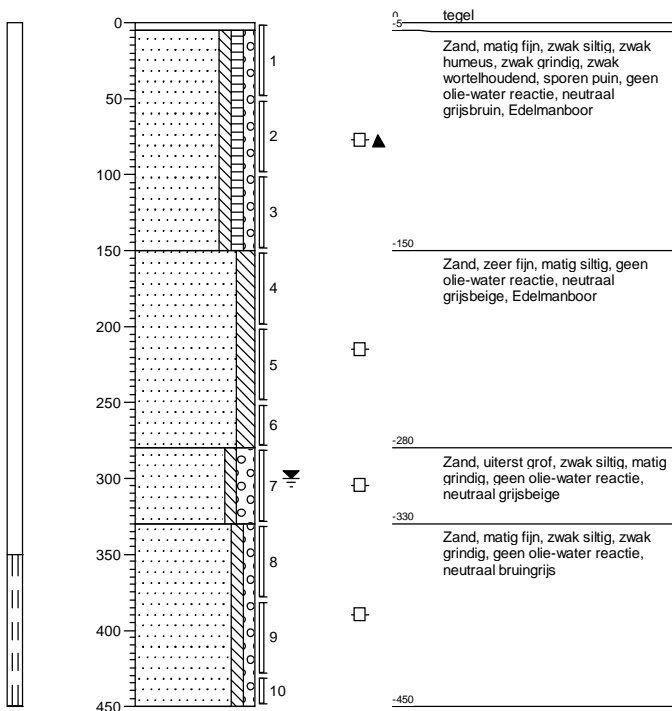 0
50
100
150
200
250
300
350
400
450
1
2
3
4
5
6
7
8
9
10
0
tegel
-5
Zand, matig fijn, zwak siltig, zwak
humeus, zwak grindig, zwak
wortelhoudend, sporen puin, geen
olie-water reactie, neutraal
grijsbruin, Edelmanboor
-150
Zand, zeer fijn, matig siltig, geen
olie-water reactie, neutraal
grijsbeige, Edelmanboor
-280
Zand, uiterst grof, zwak siltig, matig
grindig, geen olie-water reactie,
neutraal grijsbeige
-330
Zand, matig fijn, zwak siltig, zwak
grindig, geen olie-water reactie,
neutraal bruingrijs
-450